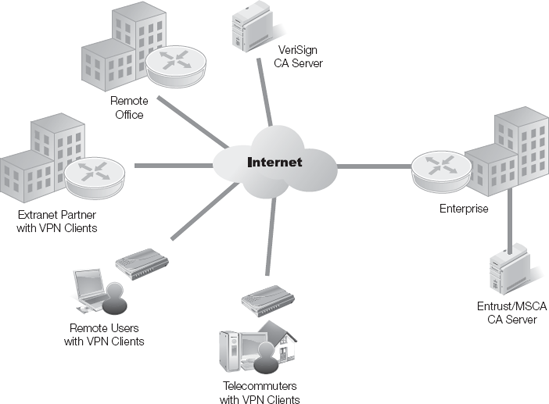 VeriSign
CA Server
Remote
Office
Internet
Extranet Partner
with VPN Clients
Enterprise
Remote Users
with VPN Clients
Entrust/MSCA
CA Server
Telecommuters
with VPN Clients